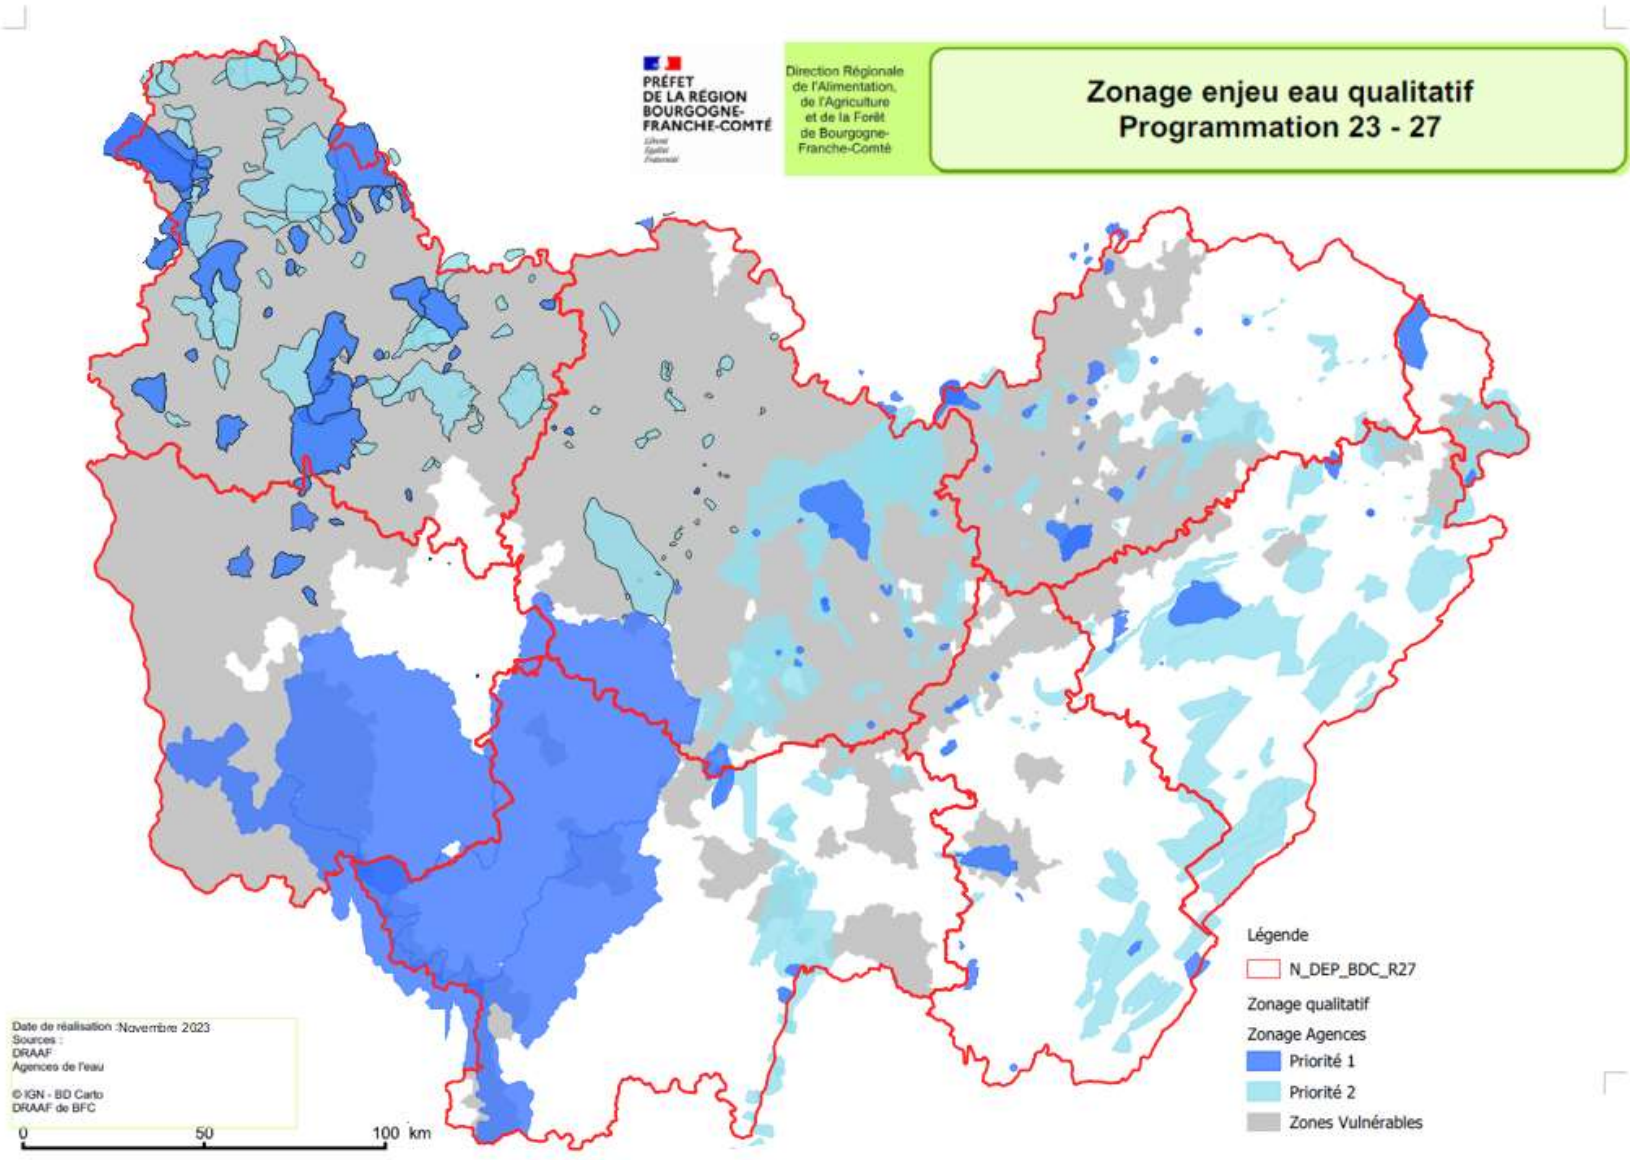 PRÉFET
DE LA RÉGION
BOURGOGNE-
FRANCHE-COMTÉ
Liberté
Égalité
Fraternité
Direction Régionale
de l'Alimentation,
de l'Agriculture
et de la Forêt
de Bourgogne-
Franche-Comté
Zonage enjeu eau qualitatif
Programmation 23 - 27
Légende
N_DEP_BDC_R27
Zonage qualitatif
Zonage Agences
Priorité 1
Priorité 2
Zones Vulnérables
Date de réalisation :Novembre 2023
Sources :
DRAAF
Agences de l'eau
© IGN - BD Carto
DRAAF de BFC
0 50 100 km